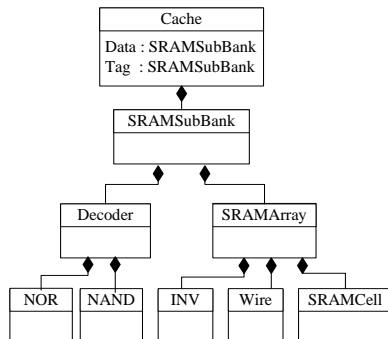 Cache
Data : SRAMSubBank
Tag : SRAMSubBank
SRAMSubBank
Decoder
SRAMArray
NOR
NAND
INV
Wire
SRAMCell